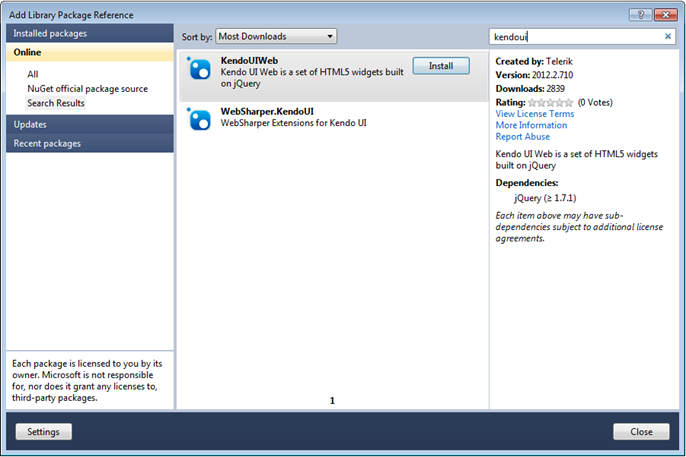 Add Library Package Reference
Installed packages
Online
All
NuGet official package source
Search Results
Updates
Recent packages
Each package is licensed to you by its
owner. Microsoft is not responsible
for, nor does it grant any licenses to,
third-party packages.
Sort by: Most Downloads
KendoUIWeb
Kendo UI Web is a set of HTML5 widgets built
on jQuery
Install
WebSharper.KendoUI
WebSharper Extensions for Kendo UI
1
kendoui
Created by: Telerik
Version: 2012.2.710
Downloads: 2839
Rating: (0 Votes)
View License Terms
More Information
Report Abuse
Kendo UI Web is a set of HTML5 widgets
built on jQuery
Dependencies:
jQuery (≥ 1.7.1)
Each item above may have sub-
dependencies subject to additional license
agreements.
Settings
Close